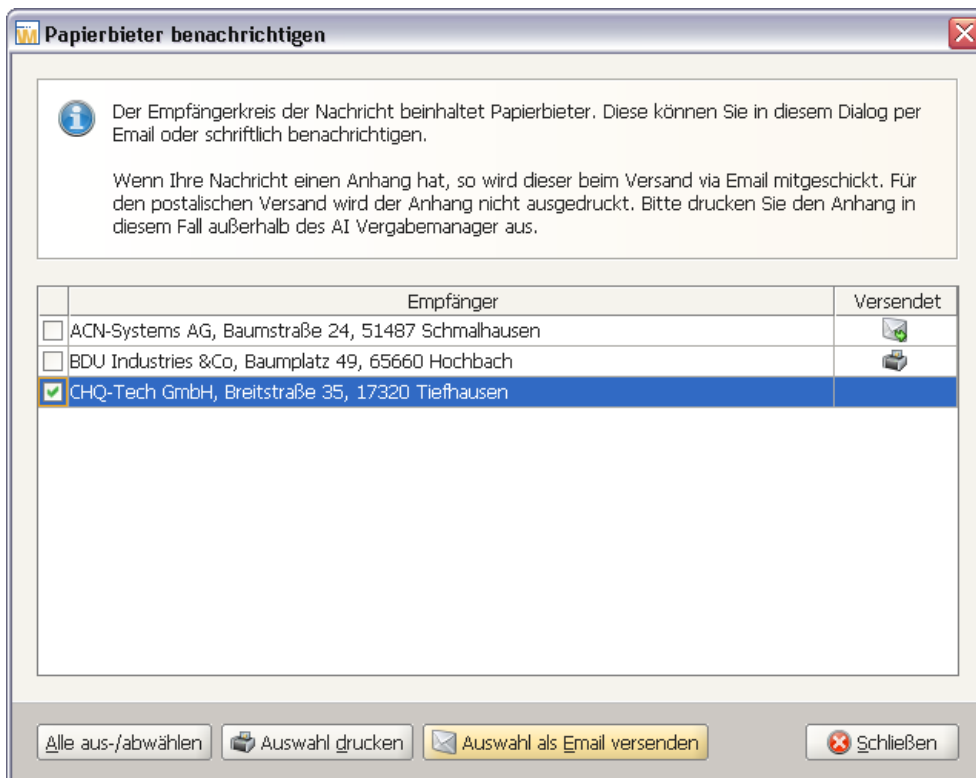 Papierbieter benachrichtigen
Der Empfängerkreis der Nachricht beinhaltet Papierbieter. Diese können Sie in diesem Dialog per
Email oder schriftlich benachrichtigen.
Wenn Ihre Nachricht einen Anhang hat, so wird dieser beim Versand via Email mitgeschickt. Für
den postalischen Versand wird der Anhang nicht ausgedruckt. Bitte drucken Sie den Anhang in
diesem Fall außerhalb des AI Vergabemanager aus.
Empfänger Versendet
ACN-Systems AG, Baumstraße 24, 51487 Schmalhausen
BDU Industries &Co, Baumplatz 49, 65660 Hochbach
CHQ-Tech GmbH, Breitstraße 35, 17320 Tiefhausen
Alle aus-/abwählen Auswahl drucken Auswahl als Email versenden Schließen